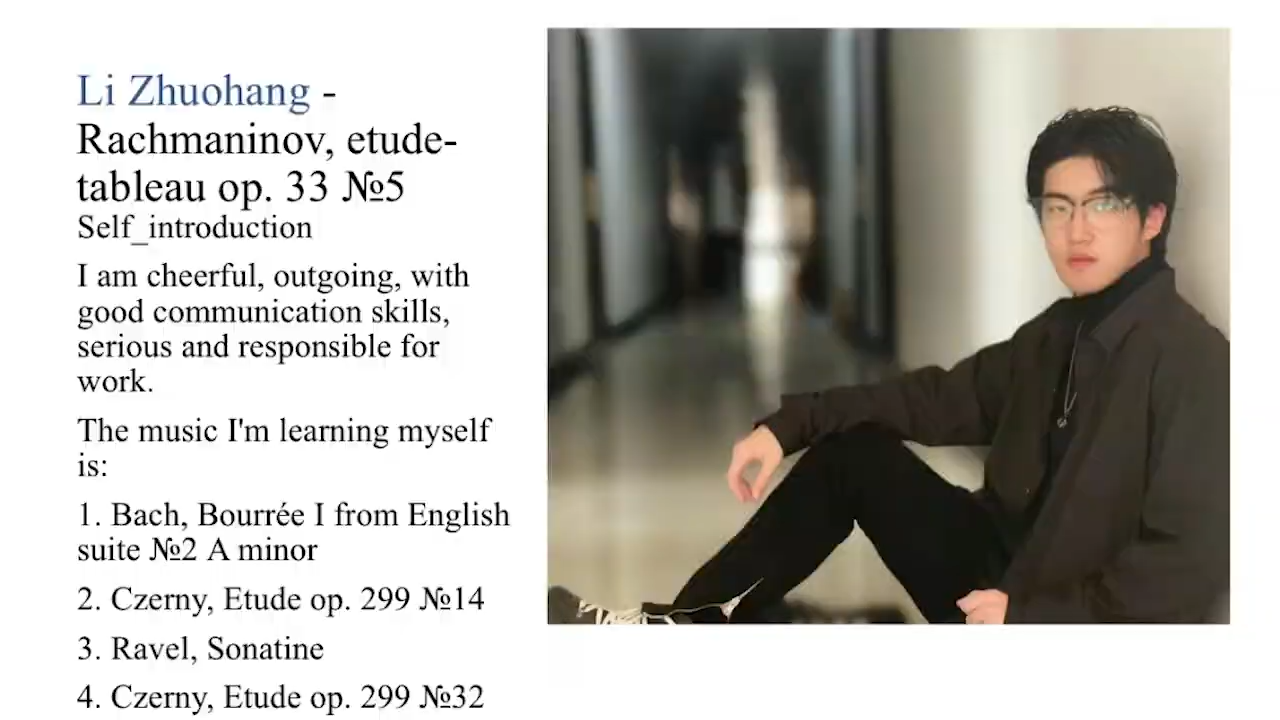 Li Zhuohang -
Rachmaninov, etude-
tableau op. 33 №5
Self_introduction
I am cheerful, outgoing, with
good communication skills,
serious and responsible for
work.
The music I'm learning myself
is:
1. Bach, Bourrée I from English
suite №2 A minor
2. Czerny, Etude op. 299 №14
3. Ravel, Sonatine
4. Czerny, Etude op. 299 №32